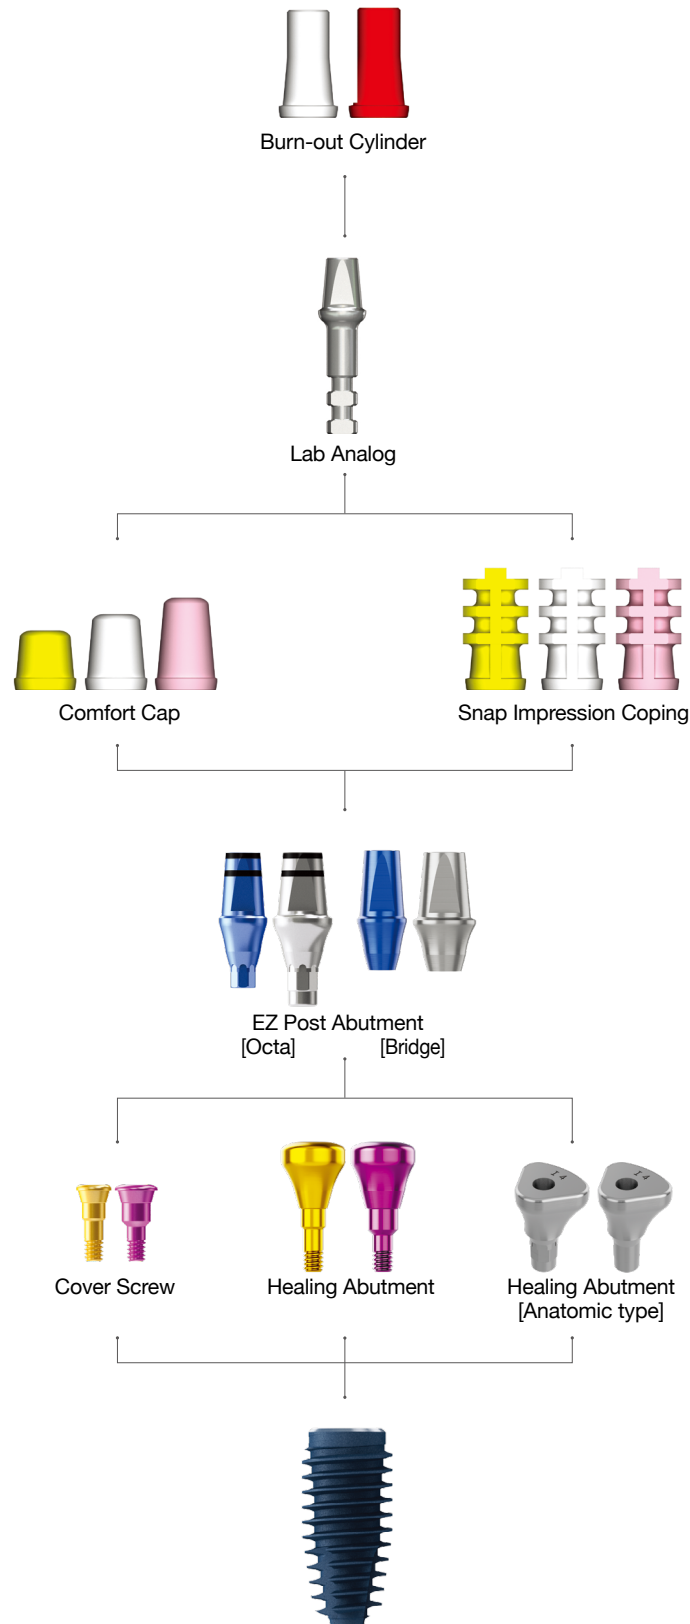 Burn-out Cylinder
Lab Analog
Comfort Cap
Snap Impression Coping
EZ Post Abutment
[Octa] [Bridge]
Cover Screw
Healing Abutment
Healing Abutment
[Anatomic type]